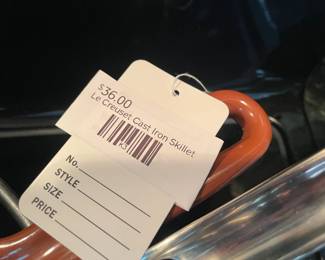 $36.00
Le Creuset Cast Iron Skillet
No.
STYLE
SIZE
PRICE